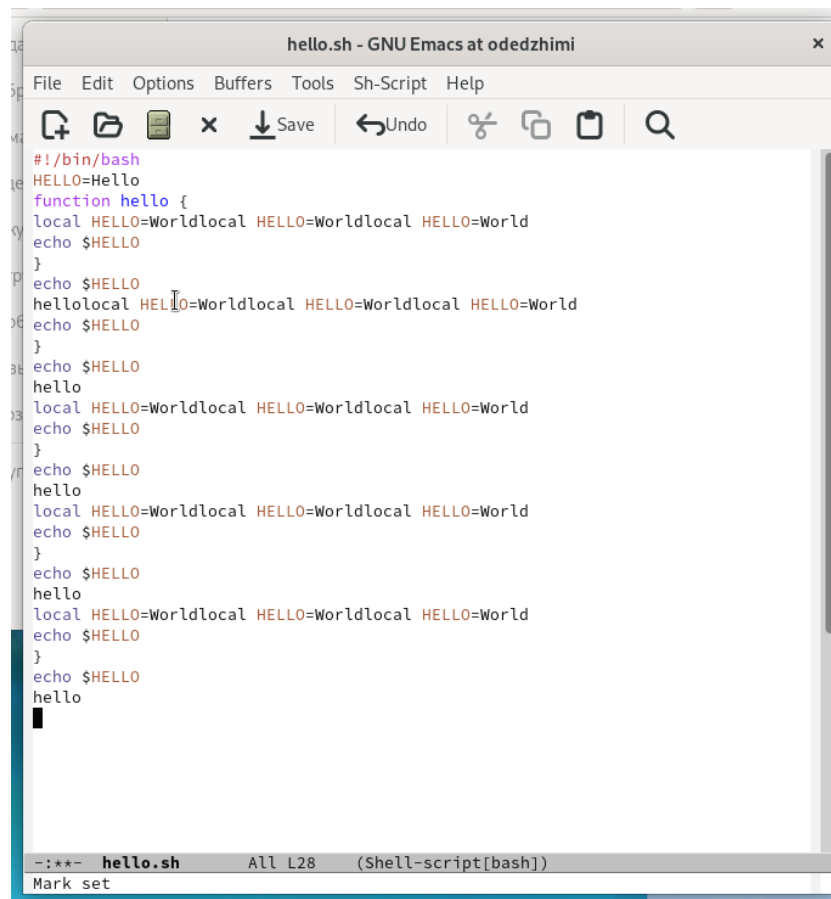 hello.sh - GNU Emacs at odedzhimi ×
File Edit Options Buffers Tools Sh-Script Help
Save Undo
#!/bin/bash
HELLO=Hello
function hello {
local HELLO=Worldlocal HELLO=Worldlocal HELLO=World
echo $HELLO
}
echo $HELLO
hellolocal HELLO=Worldlocal HELLO=Worldlocal HELLO=World
echo $HELLO
}
echo $HELLO
hello
local HELLO=Worldlocal HELLO=Worldlocal HELLO=World
echo $HELLO
}
echo $HELLO
hello
local HELLO=Worldlocal HELLO=Worldlocal HELLO=World
echo $HELLO
}
echo $HELLO
hello
local HELLO=Worldlocal HELLO=Worldlocal HELLO=World
echo $HELLO
}
echo $HELLO
hello
-:**- hello.sh All L28 (Shell-script[bash])
Mark set